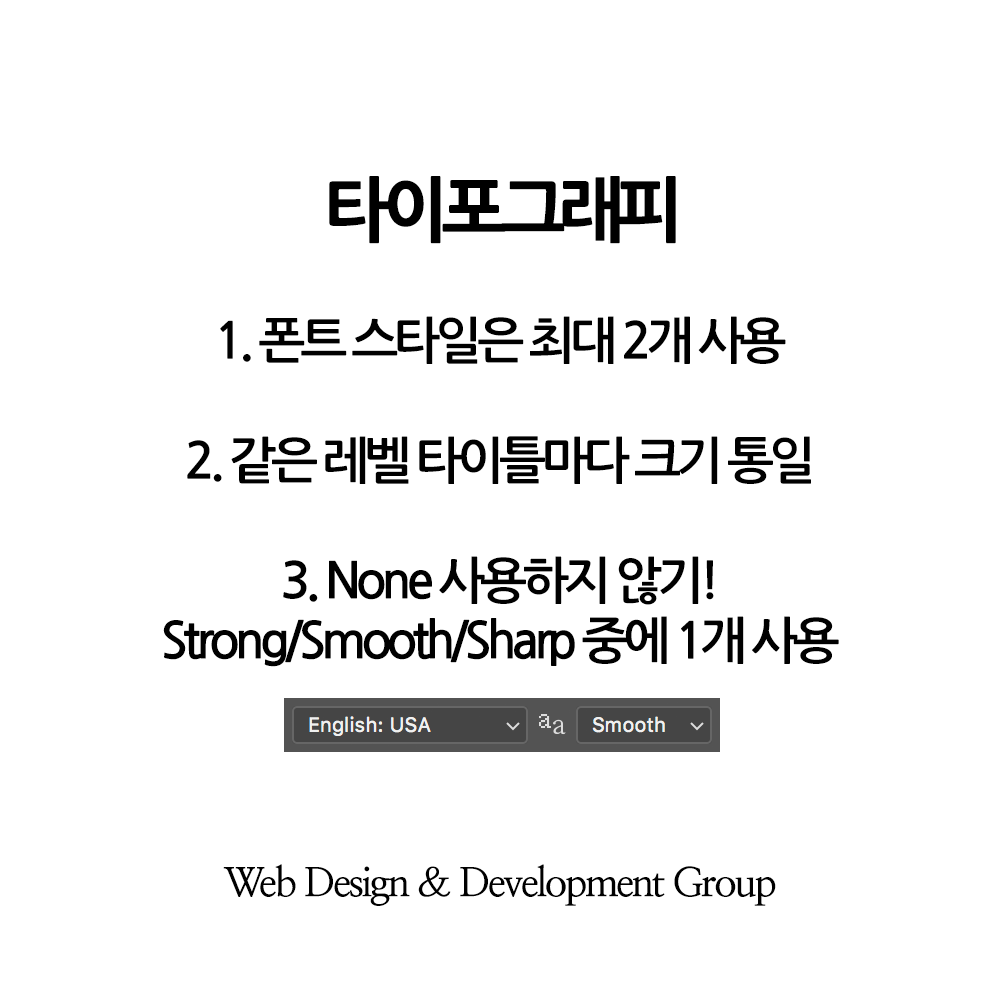 타이포그래피
1. 폰트 스타일은 최대 2개 사용
2. 같은 레벨 타이틀마다 크기 통일
3. None 사용하지 않기!
Strong/Smooth/Sharp 중에 1개 사용
English: USA aa Smooth
Web Design & Development Group